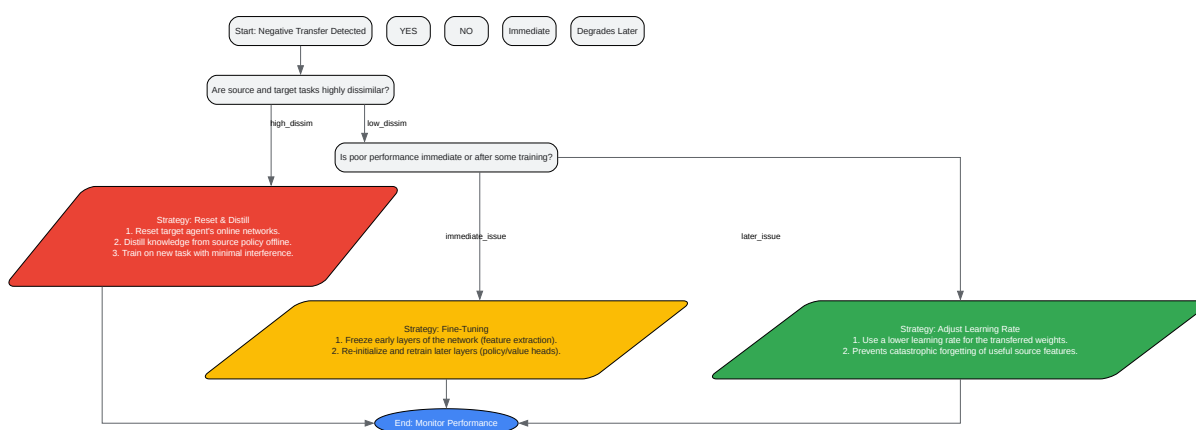 Start: Negative Transfer Detected
YES
NO
Immediate
Degrades Later
Are source and target tasks highly dissimilar?
high_dissim
low_dissim
Is poor performance immediate or after some training?
Strategy: Reset & Distill
1. Reset target agent's online networks.
2. Distill knowledge from source policy offline.
3. Train on new task with minimal interference.
immediate_issue
later_issue
Strategy: Fine-Tuning
1. Freeze early layers of the network (feature extraction).
2. Re-initialize and retrain later layers (policy/value heads).
Strategy: Adjust Learning Rate
1. Use a lower learning rate for the transferred weights.
2. Prevents catastrophic forgetting of useful source features.
End: Monitor Performance